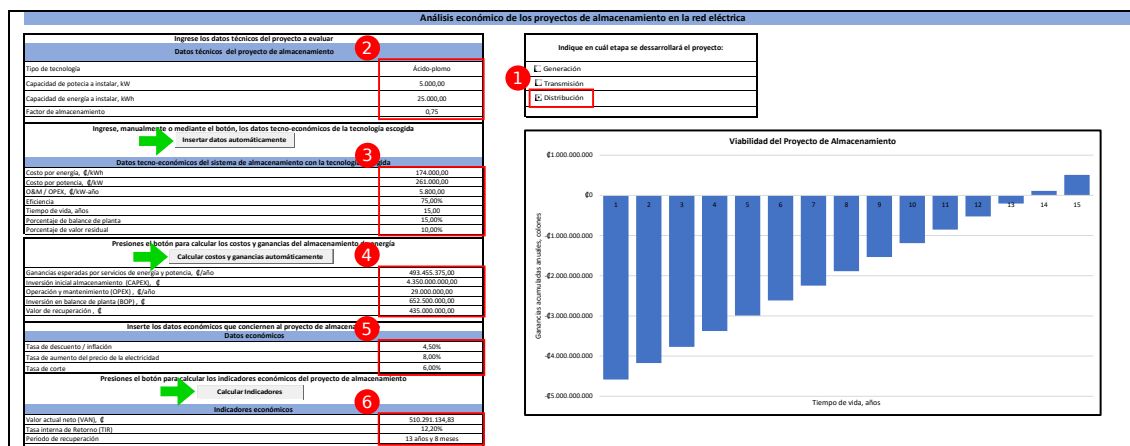 Análisis económico de los proyectos de almacenamiento en la red eléctrica
Ingrese los datos técnicos del proyecto a evaluar
2
Datos técnicos del proyecto de almacenamiento
Tipo de tecnología Ácido-plomo
Capacidad de potecia a instalar, kW 5.000,00
Capacidad de energía a instalar, kWh 25.000,00
Factor de almacenamiento 0,75
Ingrese, manualmente o mediante el botón, los datos tecno-económicos de la tecnología escogida
Insertar datos automáticamente
3
Datos tecno-económicos del sistema de almacenamiento con la tecnología escogida
Costo por energía, ₡/kWh 174.000,00
Costo por potencia, ₡/kW 261.000,00
O&M / OPEX, ₡/kW-año 5.800,00
Eficiencia 75,00%
Tiempo de vida, años 15,00
Porcentaje de balance de planta 15,00%
Porcentaje de valor residual 10,00%
Presiones el botón para calcular los costos y ganancias del almacenamiento de energía
Calcular costos y ganancias automáticamente
4
Ganancias esperadas por servicios de energía y potencia, ₡/año 493.455.375,00
Inversión inicial almacenamiento (CAPEX), ₡ 4.350.000.000,00
Operación y mantenimiento (OPEX) , ₡/año 29.000.000,00
Inversión en balance de planta (BOP) , ₡ 652.500.000,00
Valor de recuperación , ₡ 435.000.000,00
Inserte los datos económicos que conciernen al proyecto de almacenamiento
5
Datos económicos
Tasa de descuento / inflación 4,50%
Tasa de aumento del precio de la electricidad 8,00%
Tasa de corte 6,00%
Presiones el botón para calcular los indicadores económicos del proyecto de almacenamiento
Calcular Indicadores
6
Indicadores económicos
Valor actual neto (VAN), ₡ 510.291.134,83
Tasa interna de Retorno (TIR) 12,20%
Periodo de recuperación 13 años y 8 meses
Indique en cuál etapa se dessarrollará el proyecto:
1
Generación
Transmisión
Distribución
Viabilidad del Proyecto de Almacenamiento
₡1.000.000.000
₡0
-₡1.000.000.000
-₡2.000.000.000
-₡3.000.000.000
-₡4.000.000.000
-₡5.000.000.000
Ganancias acumuladas anuales, colones
1 2 3 4 5 6 7 8 9 10 11 12 13 14 15
Tiempo de vida, años